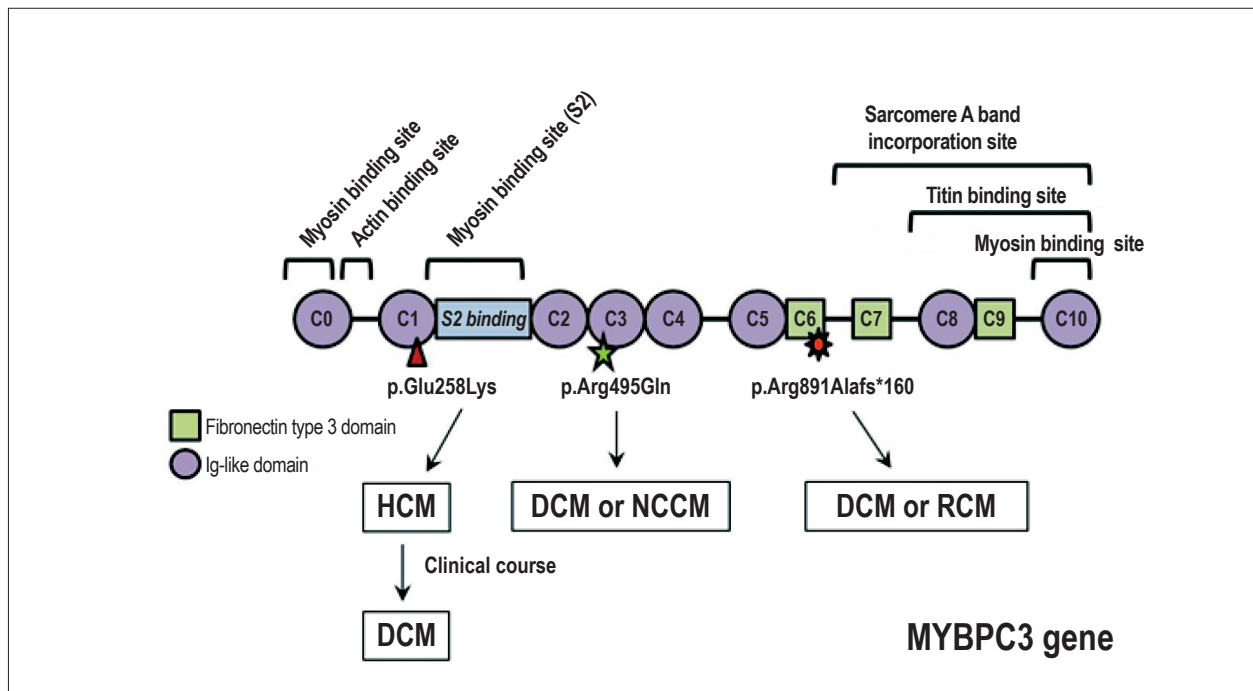 Sarcomere A band
incorporation site
Myosin binding site
Actin binding site
Myosin binding site (S2)
Titin binding site
Myosin binding site
C0
C1
S2 binding
C2
C3
C4
C5
C6
C7
C8
C9
C10
p.Glu258Lys
p.Arg495Gln
p.Arg891Alafs*160
Fibronectin type 3 domain
Ig-like domain
HCM
DCM or NCCM
DCM or RCM
Clinical course
DCM
MYBPC3 gene